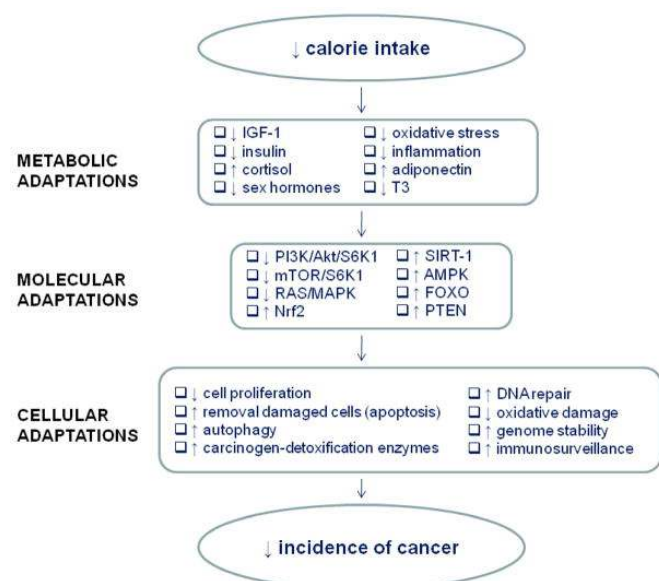 ↓ calorie intake
METABOLIC
ADAPTATIONS
❑ ↓ IGF-1
❑ ↓ insulin
❑ ↑ cortisol
❑ ↓ sex hormones
❑ ↓ oxidative stress
❑ ↓ inflammation
❑ ↑ adiponectin
❑ ↓ T3
MOLECULAR
ADAPTATIONS
❑ ↓ PI3K/Akt/S6K1
❑ ↓ mTOR/S6K1
❑ ↓ RAS/MAPK
❑ ↑ Nrf2
❑ ↑ SIRT-1
❑ ↑ AMPK
❑ ↑ FOXO
❑ ↑ PTEN
CELLULAR
ADAPTATIONS
❑ ↓ cell proliferation
❑ ↑ removal damaged cells (apoptosis)
❑ ↑ autophagy
❑ ↑ carcinogen-detoxification enzymes
❑ ↑ DNA repair
❑ ↓ oxidative damage
❑ ↑ genome stability
❑ ↑ immunosurveillance
↓ incidence of cancer